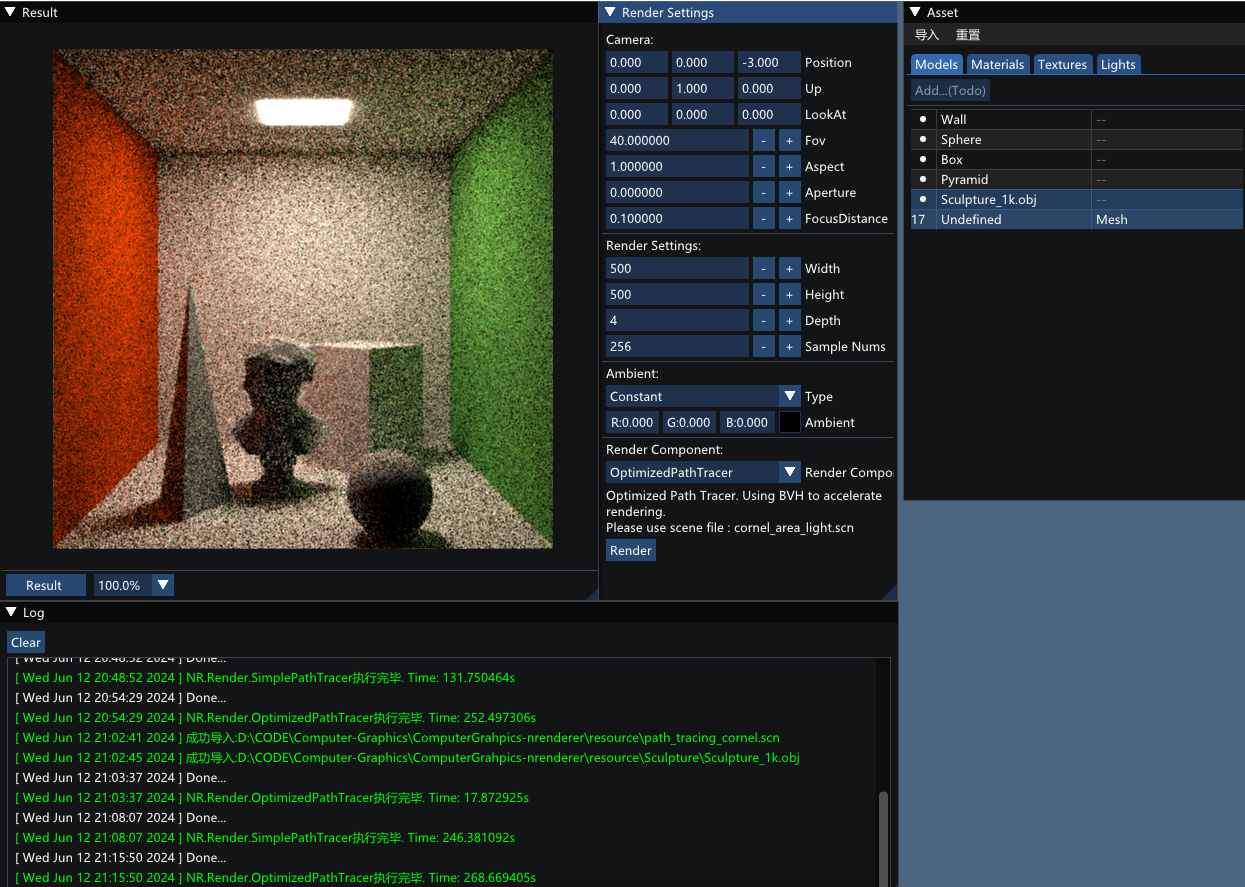 Result
Render Settings
Camera:
0.000 0.000 -3.000 Position
0.000 1.000 0.000 Up
0.000 0.000 0.000 LookAt
40.000000 - + Fov
1.000000 - + Aspect
0.000000 - + Aperture
0.100000 - + FocusDistance
Render Settings:
500 - + Width
500 - + Height
4 - + Depth
256 - + Sample Nums
Ambient:
Constant Type
R:0.000 G:0.000 B:0.000 Ambient
Render Component:
OptimizedPathTracer Render Compo
Optimized Path Tracer. Using BVH to accelerate
rendering.
Please use scene file : cornel_area_light.scn
Render
Asset
导入 重置
Models Materials Textures Lights
Add...(Todo)
Wall --
Sphere --
Box --
Pyramid --
Sculpture_1k.obj --
17 Undefined Mesh
Result 100.0%
Log
Clear
[ Wed Jun 12 20:48:52 2024 ] Done...
[ Wed Jun 12 20:48:52 2024 ] NR.Render.SimplePathTracer执行完毕. Time: 131.750464s
[ Wed Jun 12 20:54:29 2024 ] Done...
[ Wed Jun 12 20:54:29 2024 ] NR.Render.OptimizedPathTracer执行完毕. Time: 252.497306s
[ Wed Jun 12 21:02:41 2024 ] 成功导入:D:\CODE\Computer-Graphics\ComputerGrahpics-nrenderer\resource\path_tracing_cornel.scn
[ Wed Jun 12 21:02:45 2024 ] 成功导入:D:\CODE\Computer-Graphics\ComputerGrahpics-nrenderer\resource\Sculpture\Sculpture_1k.obj
[ Wed Jun 12 21:03:37 2024 ] Done...
[ Wed Jun 12 21:03:37 2024 ] NR.Render.OptimizedPathTracer执行完毕. Time: 17.872925s
[ Wed Jun 12 21:08:07 2024 ] Done...
[ Wed Jun 12 21:08:07 2024 ] NR.Render.SimplePathTracer执行完毕. Time: 246.381092s
[ Wed Jun 12 21:15:50 2024 ] Done...
[ Wed Jun 12 21:15:50 2024 ] NR.Render.OptimizedPathTracer执行完毕. Time: 268.669405s